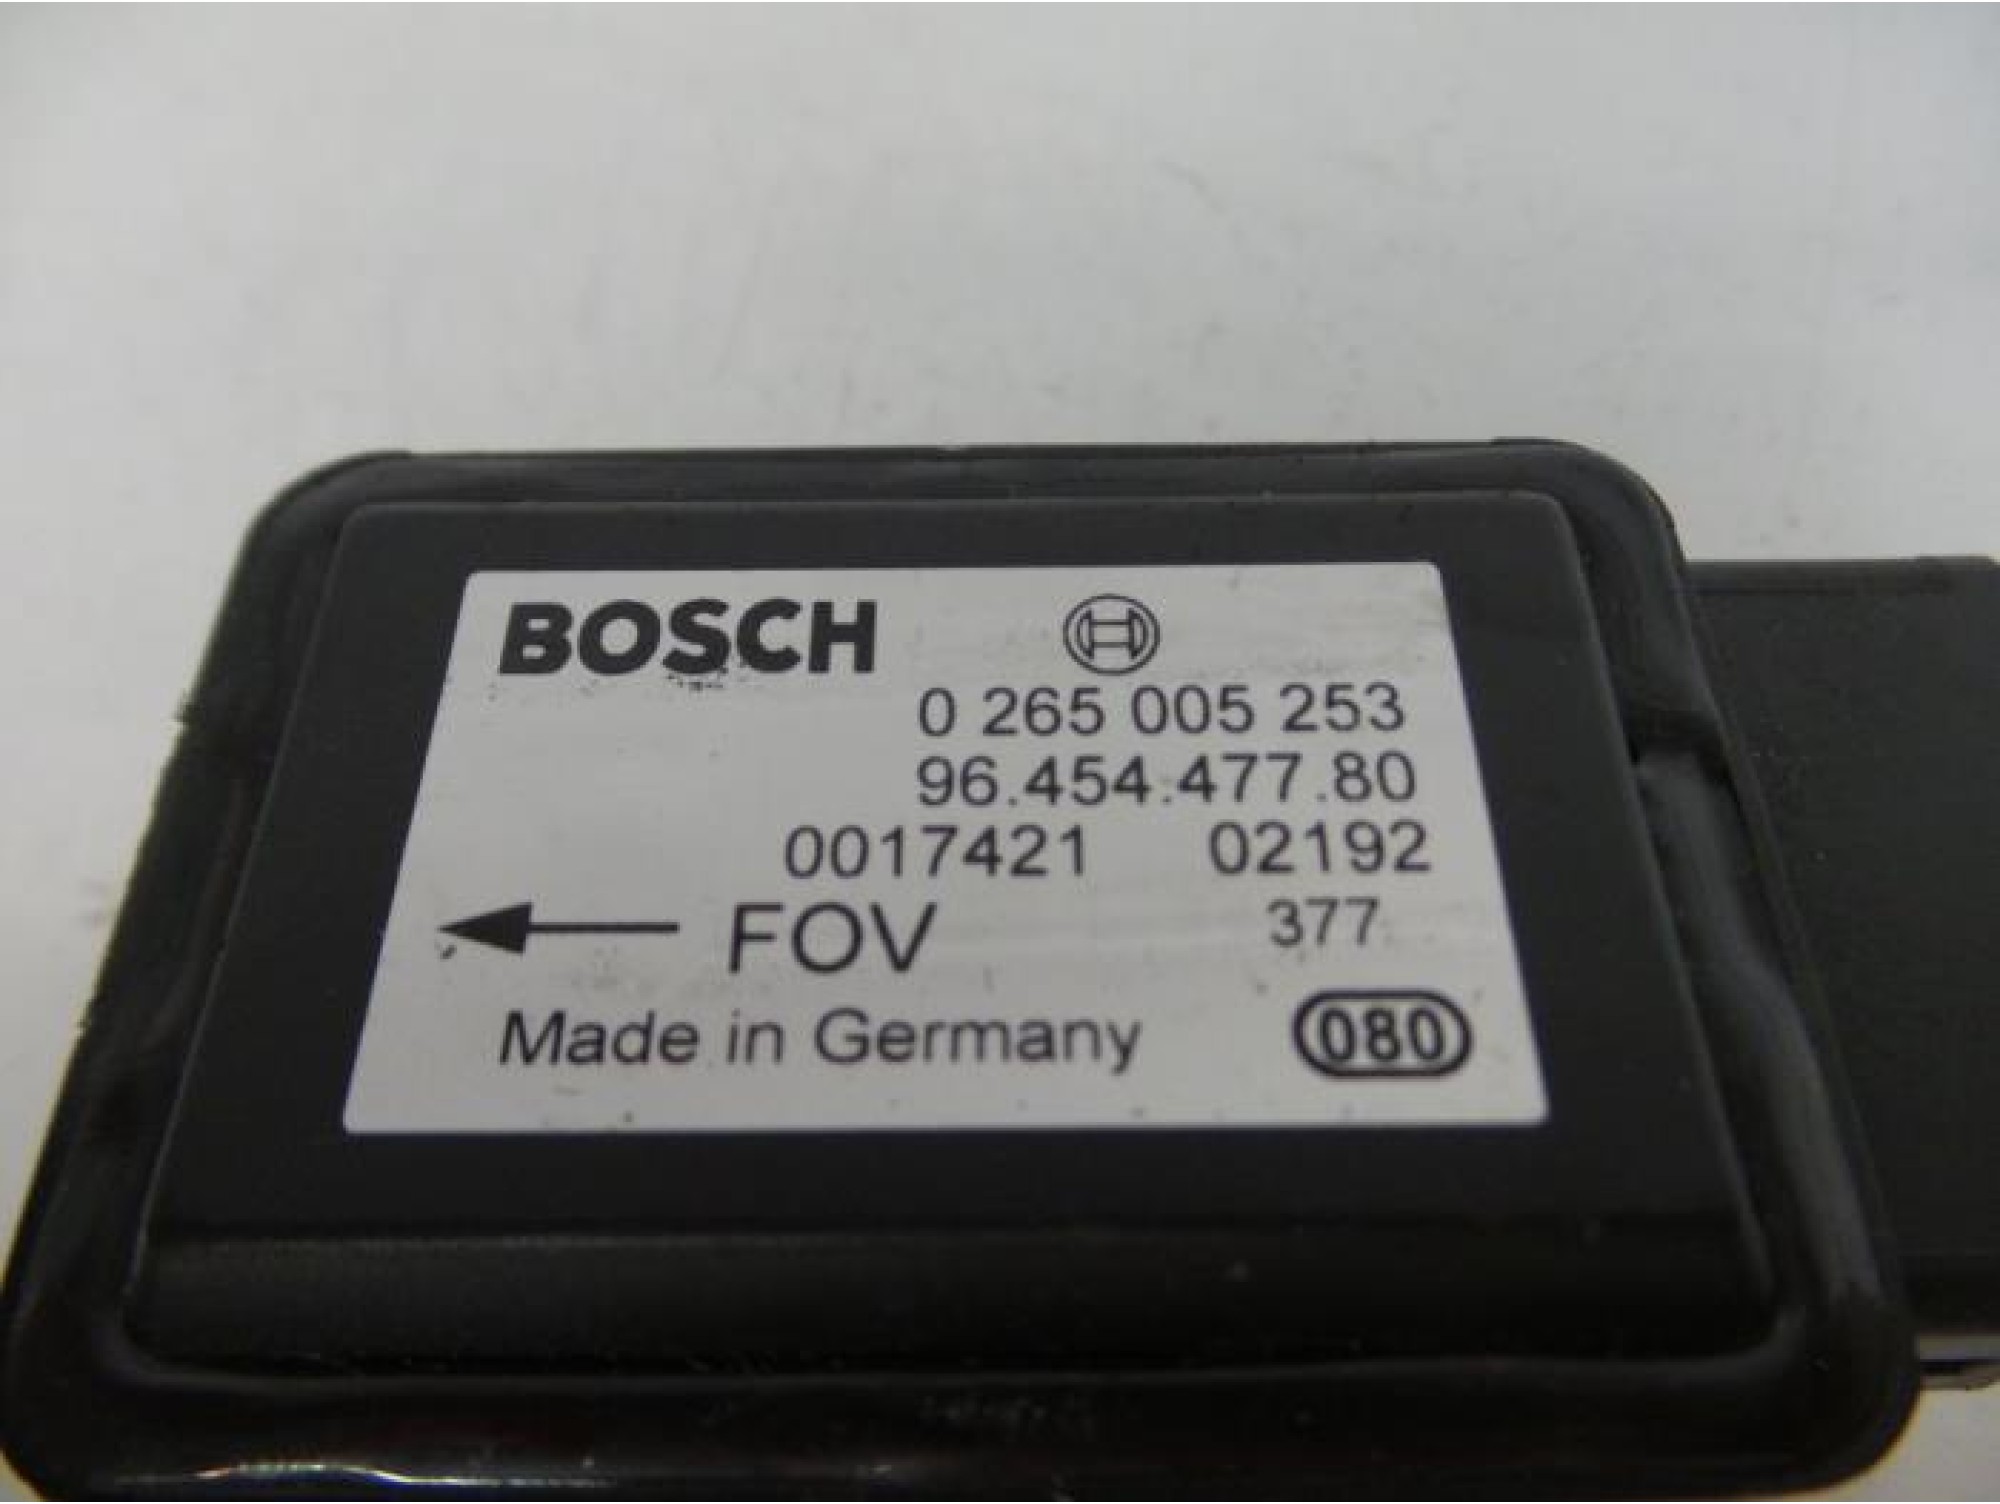 BOSCH
0 265 005 253
96.454.477.80
0017421 02192
FOV 377
Made in Germany 080